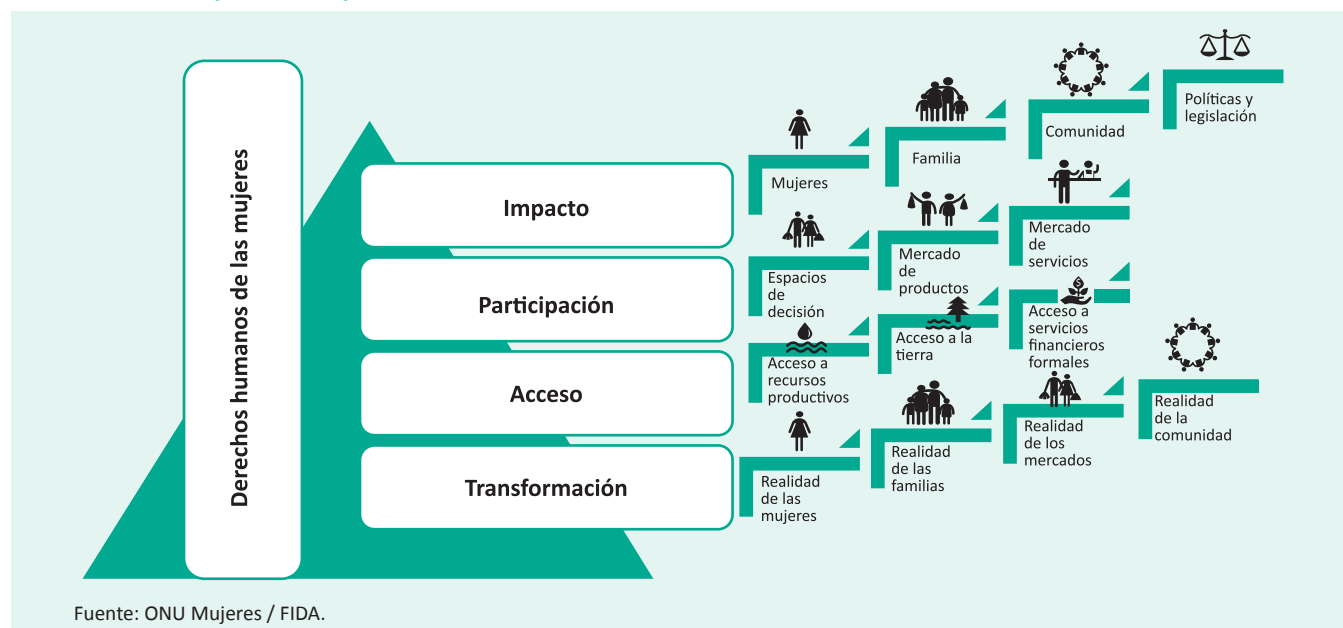 Derechos humanos de las mujeres
Impacto
Mujeres
Familia
Comunidad
Políticas y
legislación
Participación
Espacios
de
decisión
Mercado
de
productos
Mercado
de
servicios
Acceso
Acceso a
recursos
productivos
Acceso a la
tierra
Acceso a
servicios
financieros
formales
Transformación
Realidad
de las
mujeres
Realidad
de las
familias
Realidad
de los
mercados
Realidad
de la
comunidad
Fuente: ONU Mujeres / FIDA.